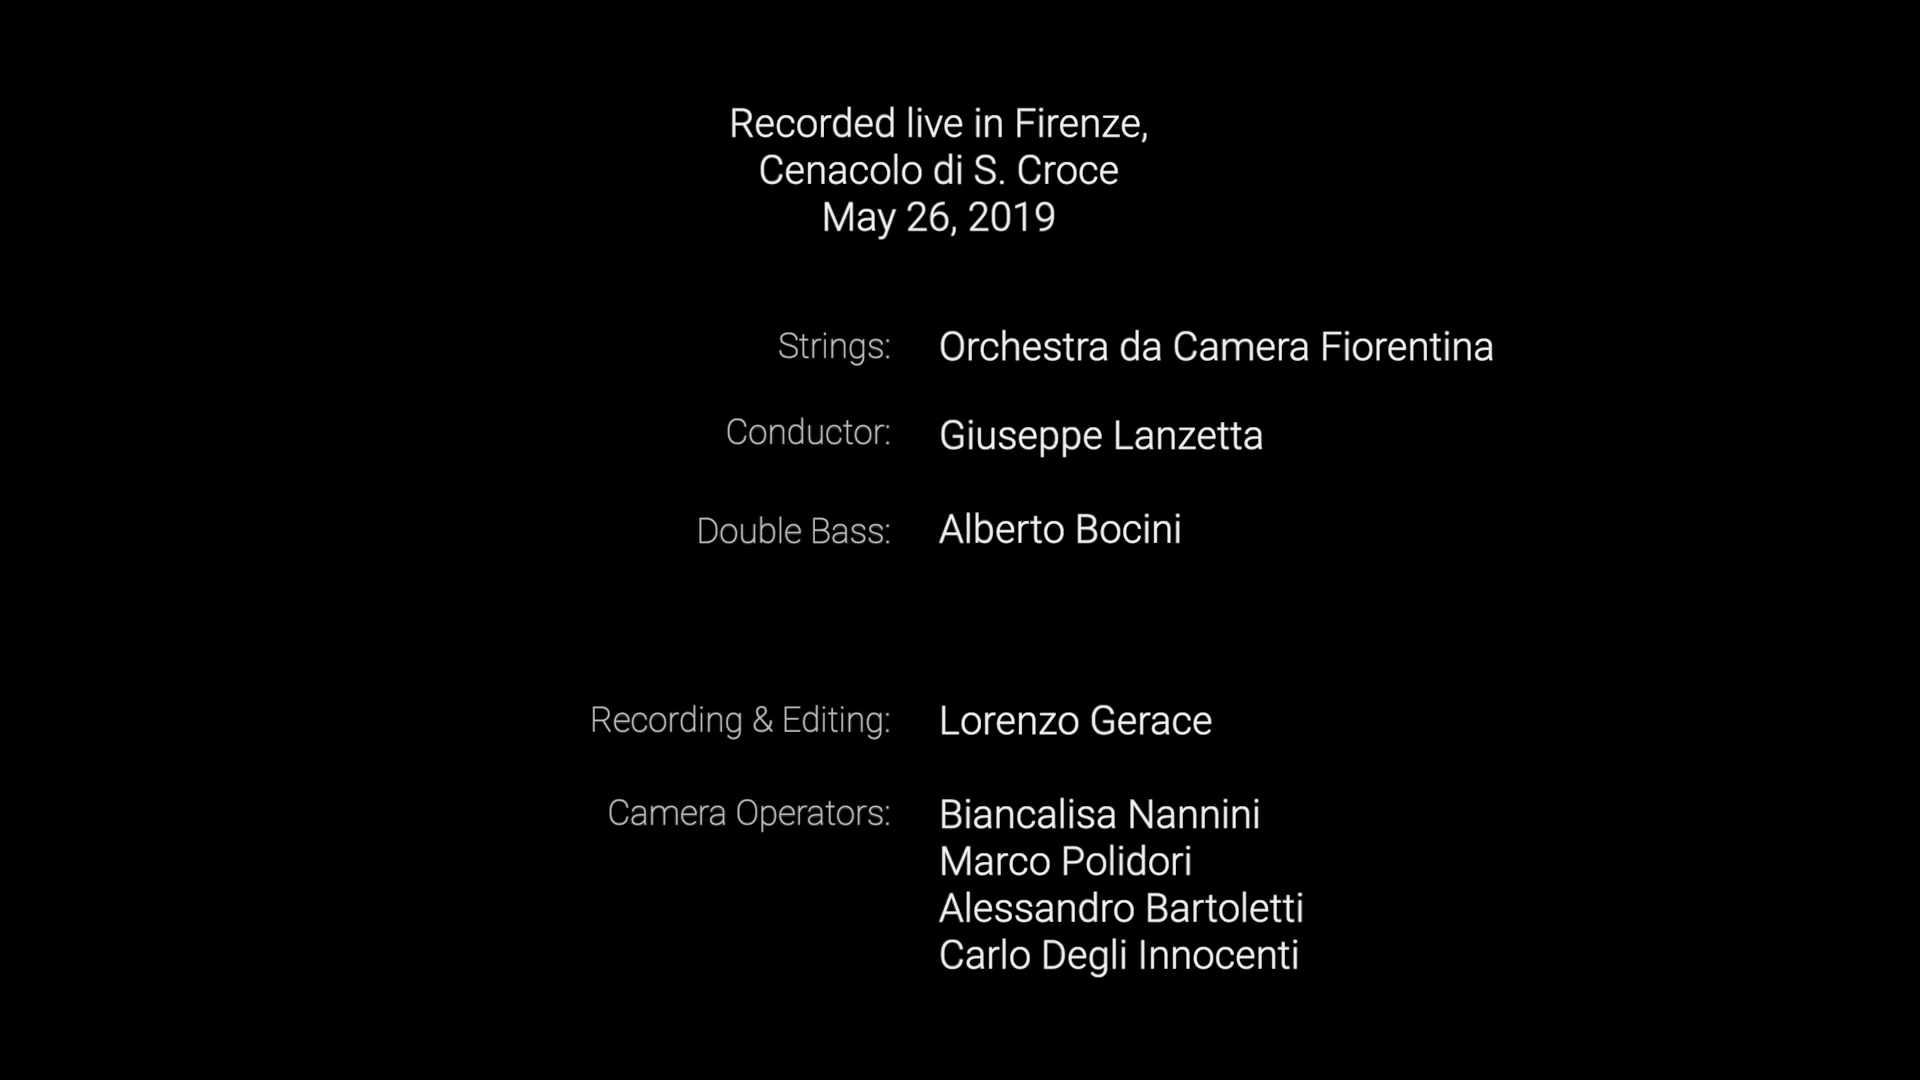 Recorded live in Firenze,
Cenacolo di S. Croce
May 26, 2019
Strings: Orchestra da Camera Fiorentina
Conductor: Giuseppe Lanzetta
Double Bass: Alberto Bocini
Recording & Editing: Lorenzo Gerace
Camera Operators: Biancalisa Nannini
Marco Polidori
Alessandro Bartoletti
Carlo Degli Innocenti